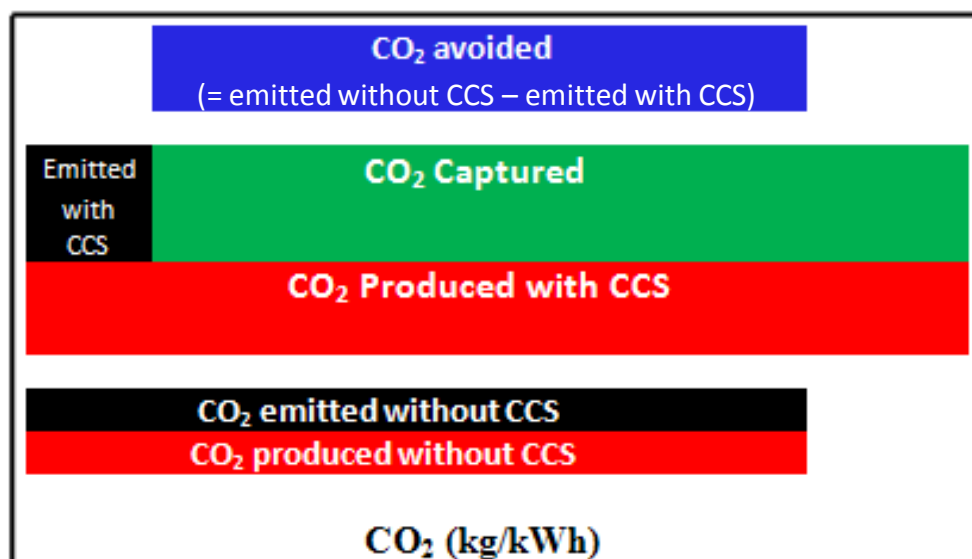 CO₂ avoided
(= emitted without CCS – emitted with CCS)
Emitted
with
CCS
CO₂ Captured
CO₂ Produced with CCS
CO₂ emitted without CCS
CO₂ produced without CCS
CO₂ (kg/kWh)